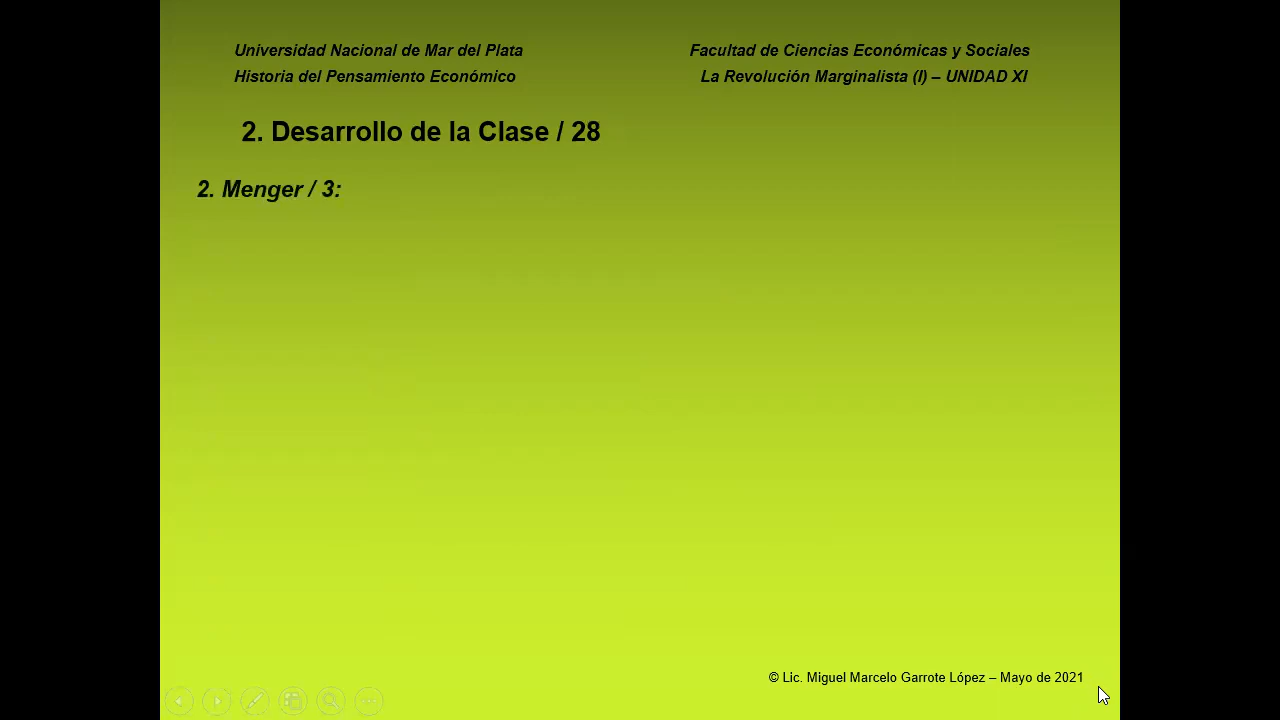 Universidad Nacional de Mar del Plata Facultad de Ciencias Económicas y Sociales
Historia del Pensamiento Económico La Revolución Marginalista (I) – UNIDAD XI
2. Desarrollo de la Clase / 28
2. Menger / 3:
© Lic. Miguel Marcelo Garrote López – Mayo de 2021